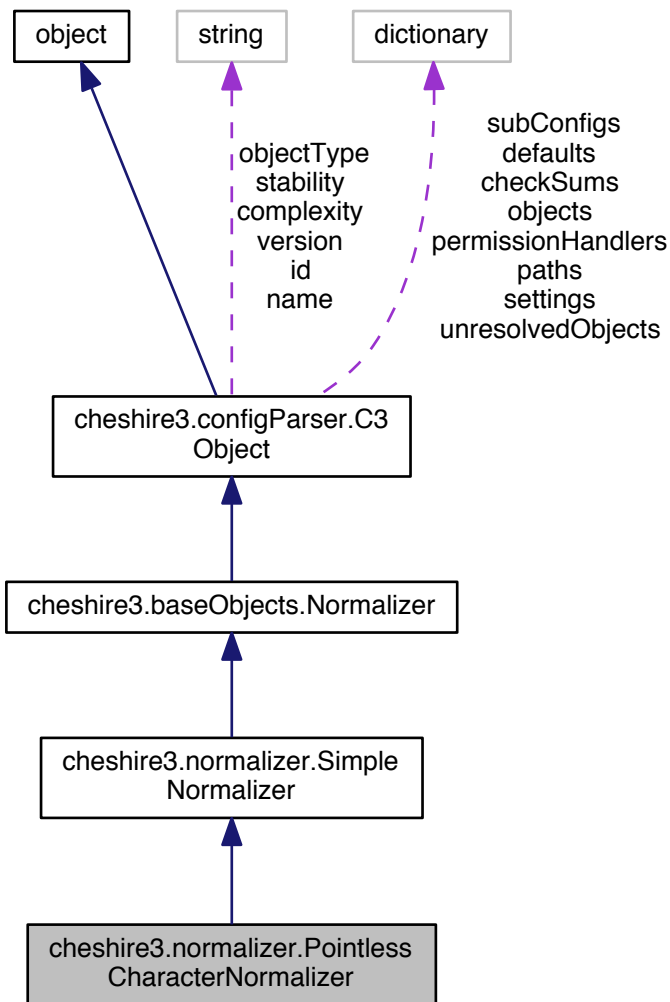 object
string
dictionary
objectType
stability
complexity
version
id
name
subConfigs
defaults
checkSums
objects
permissionHandlers
paths
settings
unresolvedObjects
cheshire3.configParser.C3
Object
cheshire3.baseObjects.Normalizer
cheshire3.normalizer.Simple
Normalizer
cheshire3.normalizer.Pointless
CharacterNormalizer